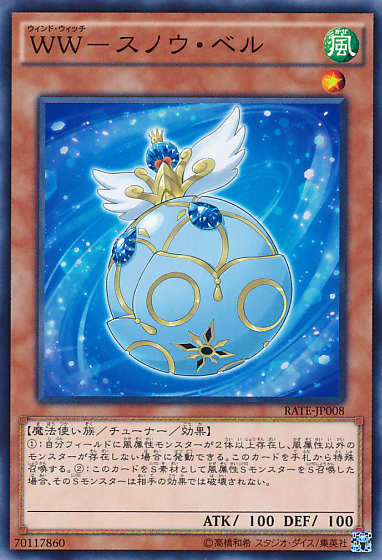 ウィンド・ウィッチ
WW－スノウ・ベル
風
RATE-JP008
【魔法使い族／チューナー／効果】
①：自分フィールドに風属性モンスターが２体以上存在し、風属性以外の
モンスターが存在しない場合に発動できる。このカードを手札から特殊
召喚する。②：このカードをＳ素材として風属性ＳモンスターをＳ召喚した
場合、そのＳモンスターは相手の効果では破壊されない。
ATK/ 100 DEF/ 100
70117860
©高橋和希 スタジオ・ダイス/集英社